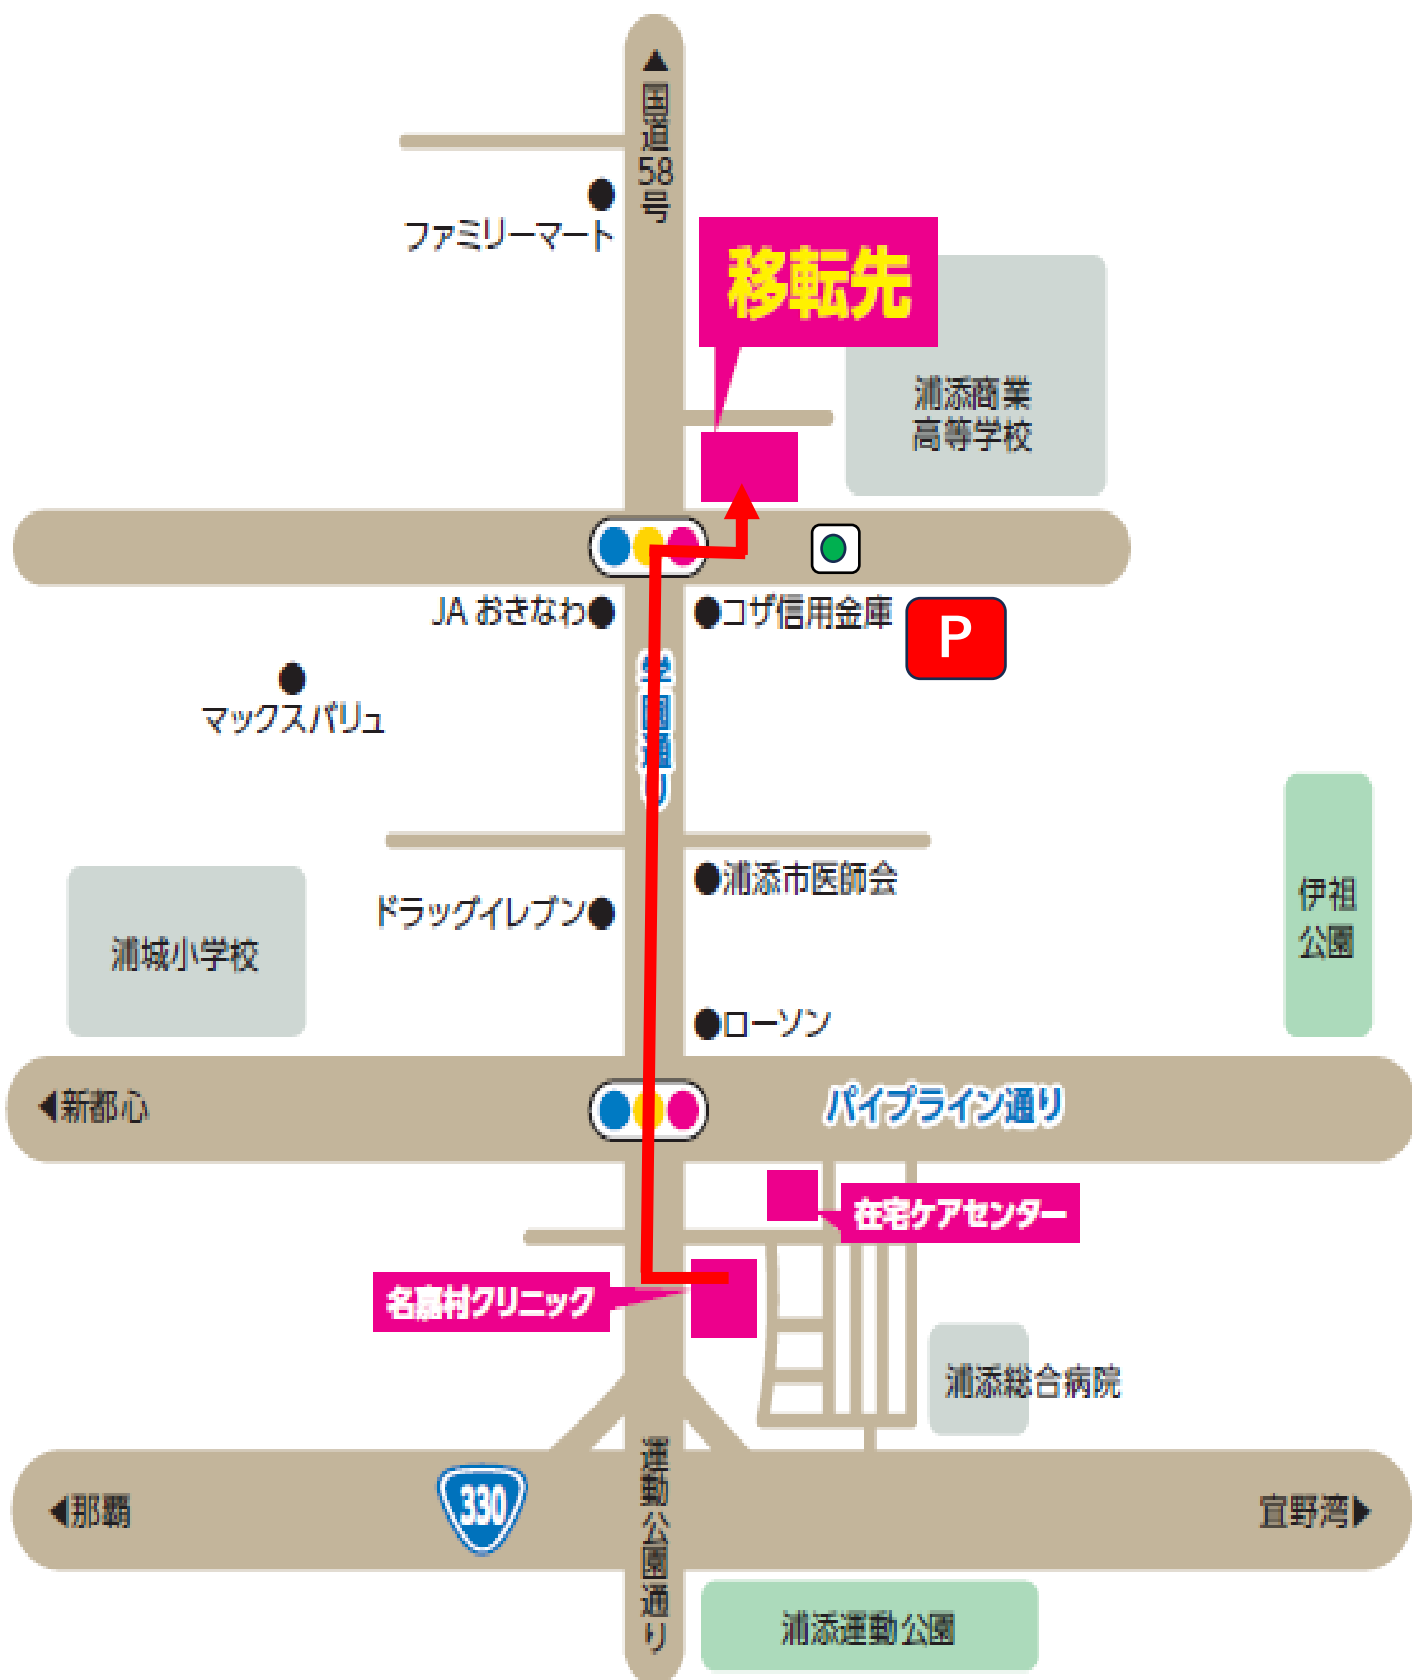 ▲国道58号
ファミリーマート
移転先
浦添商業
高等学校
JAおきなわ●
●コザ信用金庫
P
マックスバリュ
学園通り
●浦添市医師会
ドラッグイレブン●
浦城小学校
伊祖
公園
●ローソン
◀新都心
パイプライン通り
在宅ケアセンター
名嘉村クリニック
浦添総合病院
運動公園通り
◀那覇
330
宜野湾▶
浦添運動公園